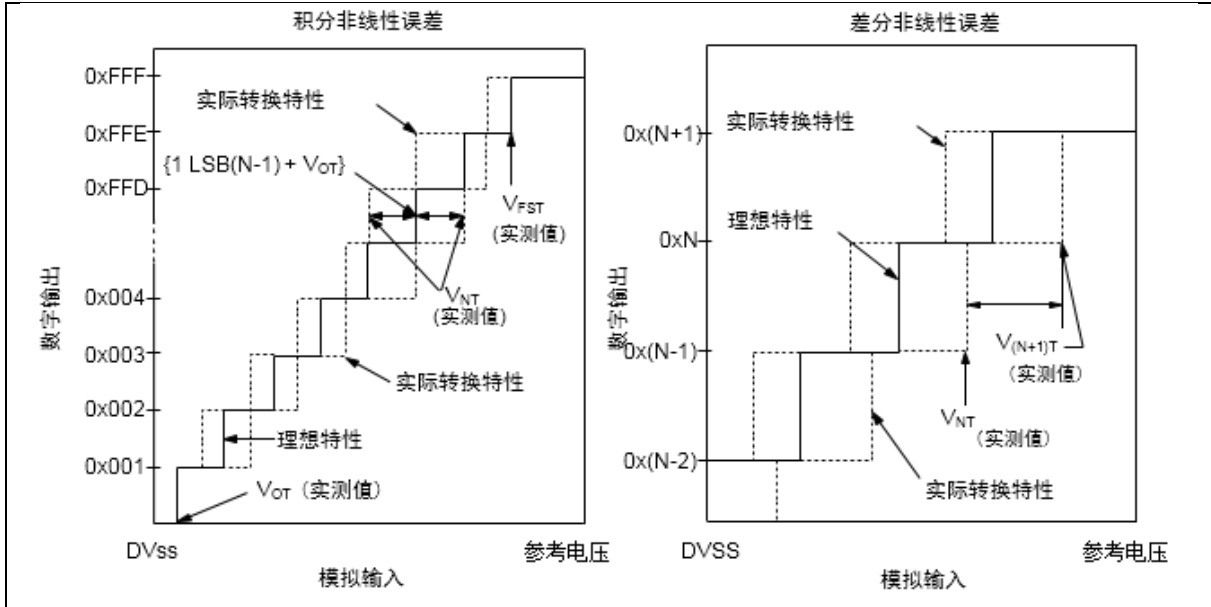 积分非线性误差
0xFFF
实际转换特性
0xFFE
{1 LSB(N-1) + VOT}
0xFFD
VFST
(实测值)
0x004
VNT
(实测值)
0x003
实际转换特性
0x002
理想特性
0x001
VOT (实测值)
数字输出
DVss
参考电压
模拟输入
差分非线性误差
实际转换特性
0x(N+1)
理想特性
0xN
V(N+1)T
(实测值)
0x(N-1)
VNT
(实测值)
0x(N-2)
实际转换特性
数字输出
DVSS
参考电压
模拟输入